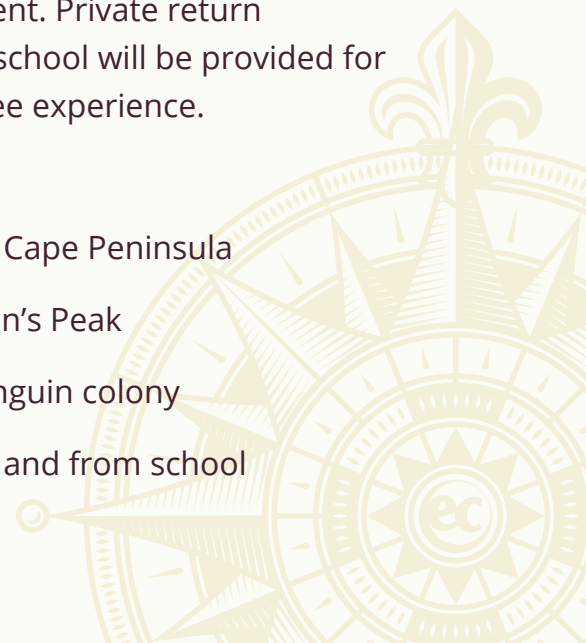 ent. Private return
school will be provided for
ee experience.
Cape Peninsula
n’s Peak
nguin colony
and from school
ec